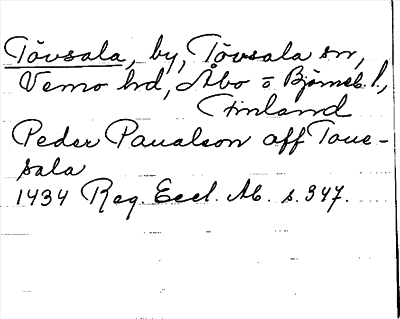 Tövsala, by, Tövsala sn,
Vemo hd, Åbo o Björneb. l.,
Finland
Peder Paualson aff Toue-
sala
1434 Reg. Eccl. Ab. s. 347.